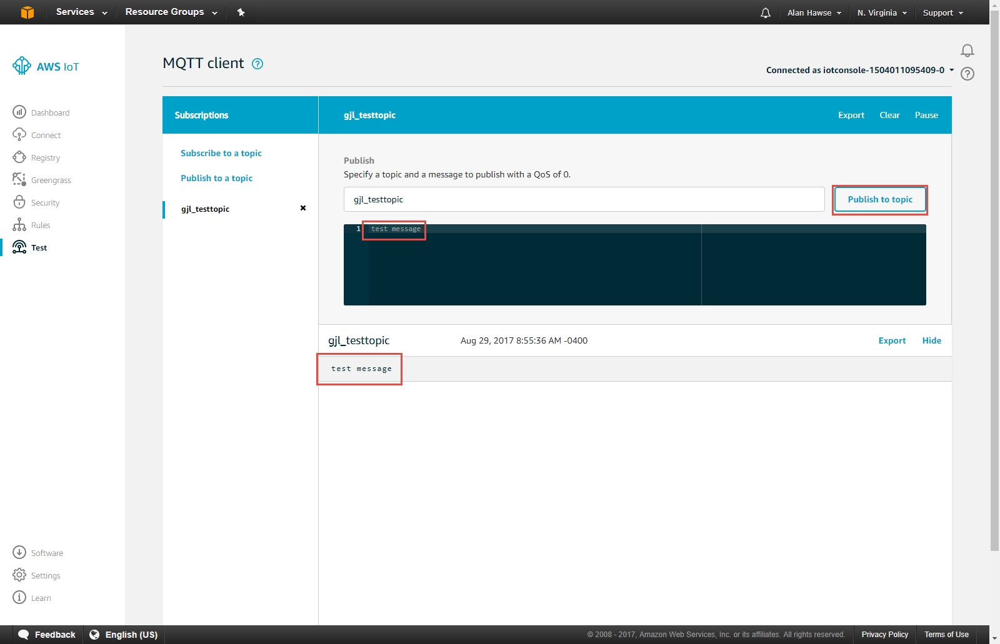 Services
Resource Groups
Alan Hawse
N. Virginia
Support
AWS IoT
MQTT client
Connected as iotconsole-1504011095409-0
Dashboard
Connect
Registry
Greengrass
Security
Rules
Test
Subscriptions
Subscribe to a topic
Publish to a topic
gjl_testtopic
gjl_testtopic
Export Clear Pause
Publish
Specify a topic and a message to publish with a QoS of 0.
gjl_testtopic
Publish to topic
1 test message
gjl_testtopic
Aug 29, 2017 8:55:36 AM -0400
Export Hide
test message
Software
Settings
Learn
Feedback
English (US)
© 2008 - 2017, Amazon Web Services, Inc. or its affiliates. All rights reserved.
Privacy Policy
Terms of Use